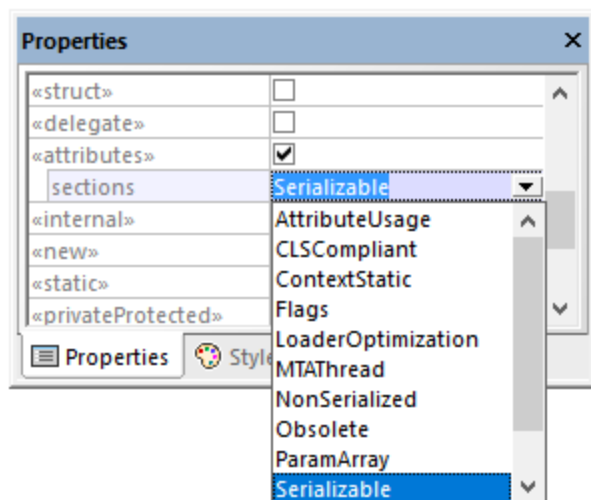 Properties
«struct»
«delegate»
«attributes»
sections Serializable
«internal»
«new»
«static»
«privateProtected»
AttributeUsage
CLSCompliant
ContextStatic
Flags
LoaderOptimization
MTAThread
NonSerialized
Obsolete
ParamArray
Serializable
Properties Style